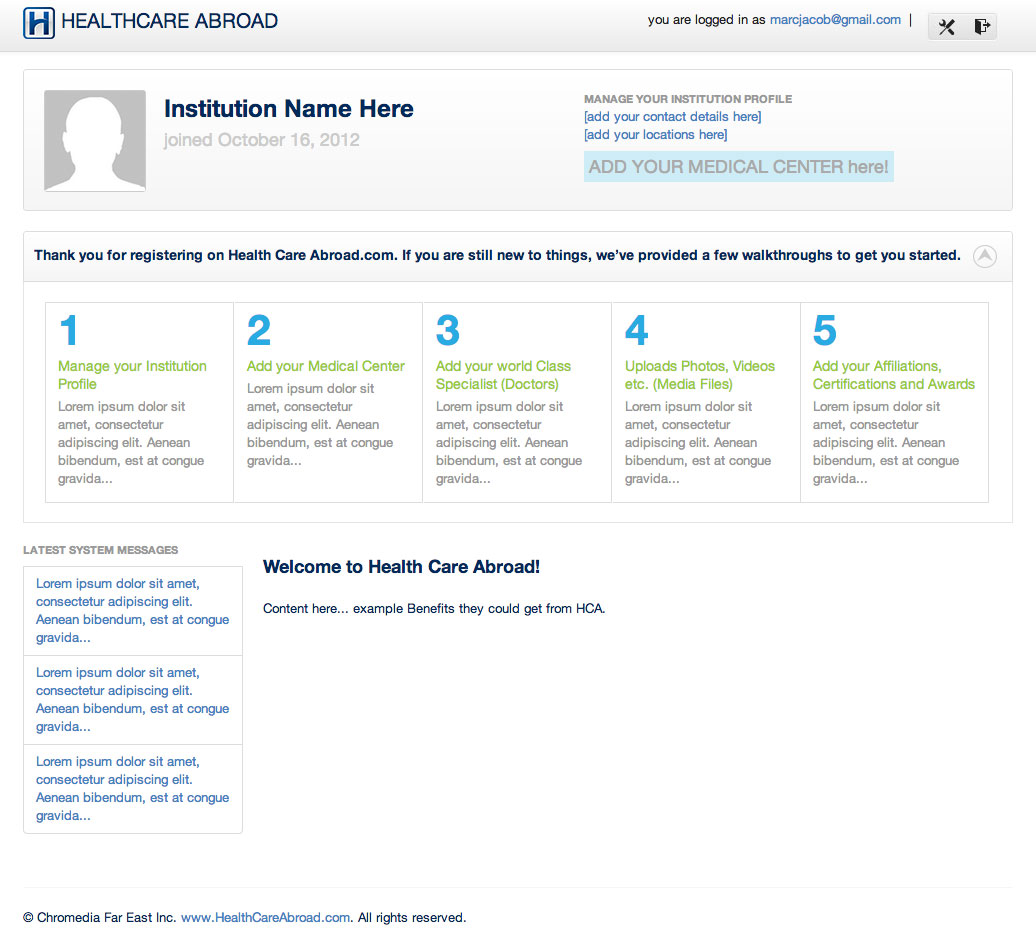 H HEALTHCARE ABROAD
you are logged in as marcjacob@gmail.com |
Institution Name Here
joined October 16, 2012
MANAGE YOUR INSTITUTION PROFILE
[add your contact details here]
[add your locations here]
ADD YOUR MEDICAL CENTER here!
Thank you for registering on Health Care Abroad.com. If you are still new to things, we've provided a few walkthroughs to get you started.
1
Manage your Institution
Profile
Lorem ipsum dolor sit
amet, consectetur
adipiscing elit. Aenean
bibendum, est at congue
gravida...
2
Add your Medical Center
Lorem ipsum dolor sit
amet, consectetur
adipiscing elit. Aenean
bibendum, est at congue
gravida...
3
Add your world Class
Specialist (Doctors)
Lorem ipsum dolor sit
amet, consectetur
adipiscing elit. Aenean
bibendum, est at congue
gravida...
4
Uploads Photos, Videos
etc. (Media Files)
Lorem ipsum dolor sit
amet, consectetur
adipiscing elit. Aenean
bibendum, est at congue
gravida...
5
Add your Affiliations,
Certifications and Awards
Lorem ipsum dolor sit
amet, consectetur
adipiscing elit. Aenean
bibendum, est at congue
gravida...
LATEST SYSTEM MESSAGES
Lorem ipsum dolor sit amet,
consectetur adipiscing elit.
Aenean bibendum, est at congue
gravida...
Lorem ipsum dolor sit amet,
consectetur adipiscing elit.
Aenean bibendum, est at congue
gravida...
Lorem ipsum dolor sit amet,
consectetur adipiscing elit.
Aenean bibendum, est at congue
gravida...
Welcome to Health Care Abroad!
Content here... example Benefits they could get from HCA.
© Chromedia Far East Inc. www.HealthCareAbroad.com. All rights reserved.